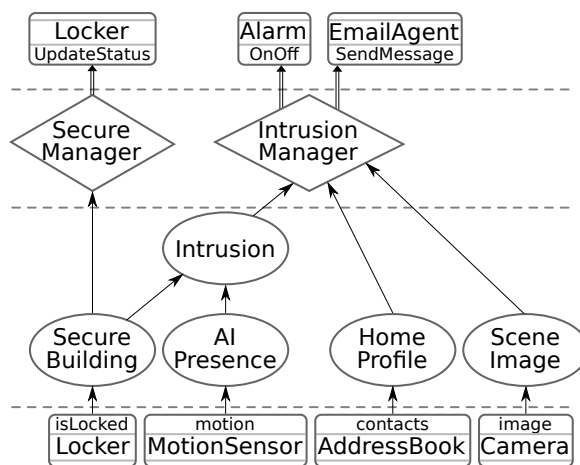 Locker
UpdateStatus
Alarm
OnOff
EmailAgent
SendMessage
Secure
Manager
Intrusion
Manager
Intrusion
Secure
Building
AI
Presence
Home
Profile
Scene
Image
isLocked
Locker
motion
MotionSensor
contacts
AddressBook
image
Camera